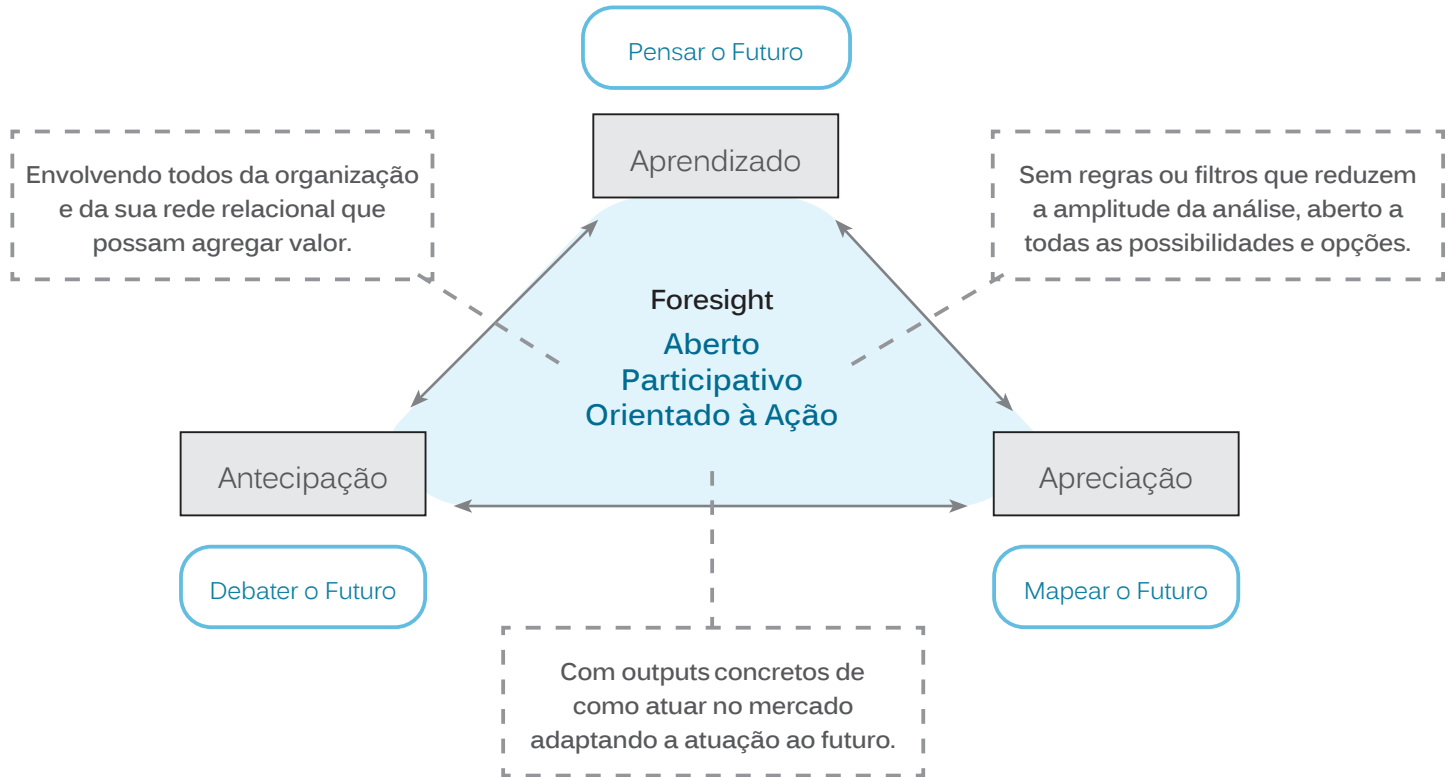 Pensar o Futuro
Aprendizado
Envolvendo todos da organização
e da sua rede relacional que
possam agregar valor.
Sem regras ou filtros que reduzem
a amplitude da análise, aberto a
todas as possibilidades e opções.
Foresight
Aberto
Participativo
Orientado à Ação
Antecipação
Apreciação
Debater o Futuro
Mapear o Futuro
Com outputs concretos de
como atuar no mercado
adaptando a atuação ao futuro.